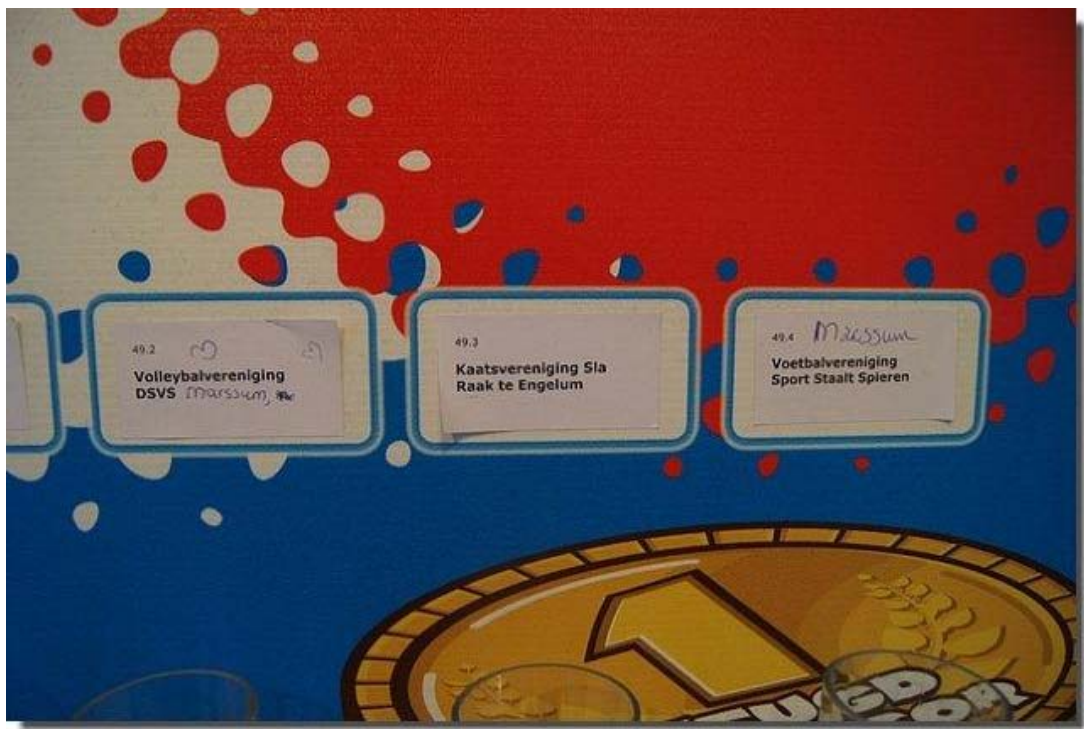 49.2
Volleybalvereniging
DSVS Marssum,
49.3
Kaatsvereniging Sla
Raak te Engelum
49.4 Marssum
Voetbalvereniging
Sport Staalt Spieren
1